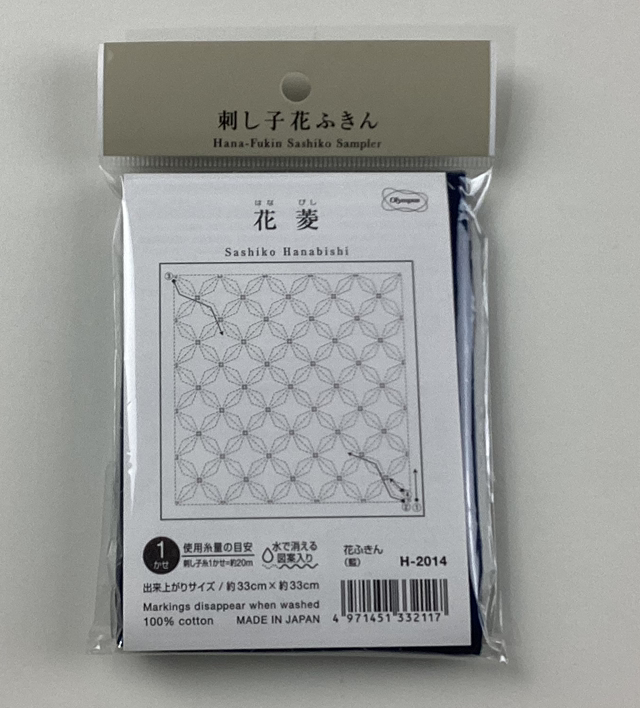 刺し子花ふきん
Hana-Fukin Sashiko Sampler
Olympus
はな びし
花 菱
Sashiko Hanabishi
③
③
② ①
1
かせ
使用糸量の目安
刺し子糸1かせ=約20m
水で消える
図案入り
花ふきん
(藍)
H-2014
出来上がりサイズ / 約33cm×約33cm
Markings disappear when washed
100% cotton MADE IN JAPAN
4 971451 332117